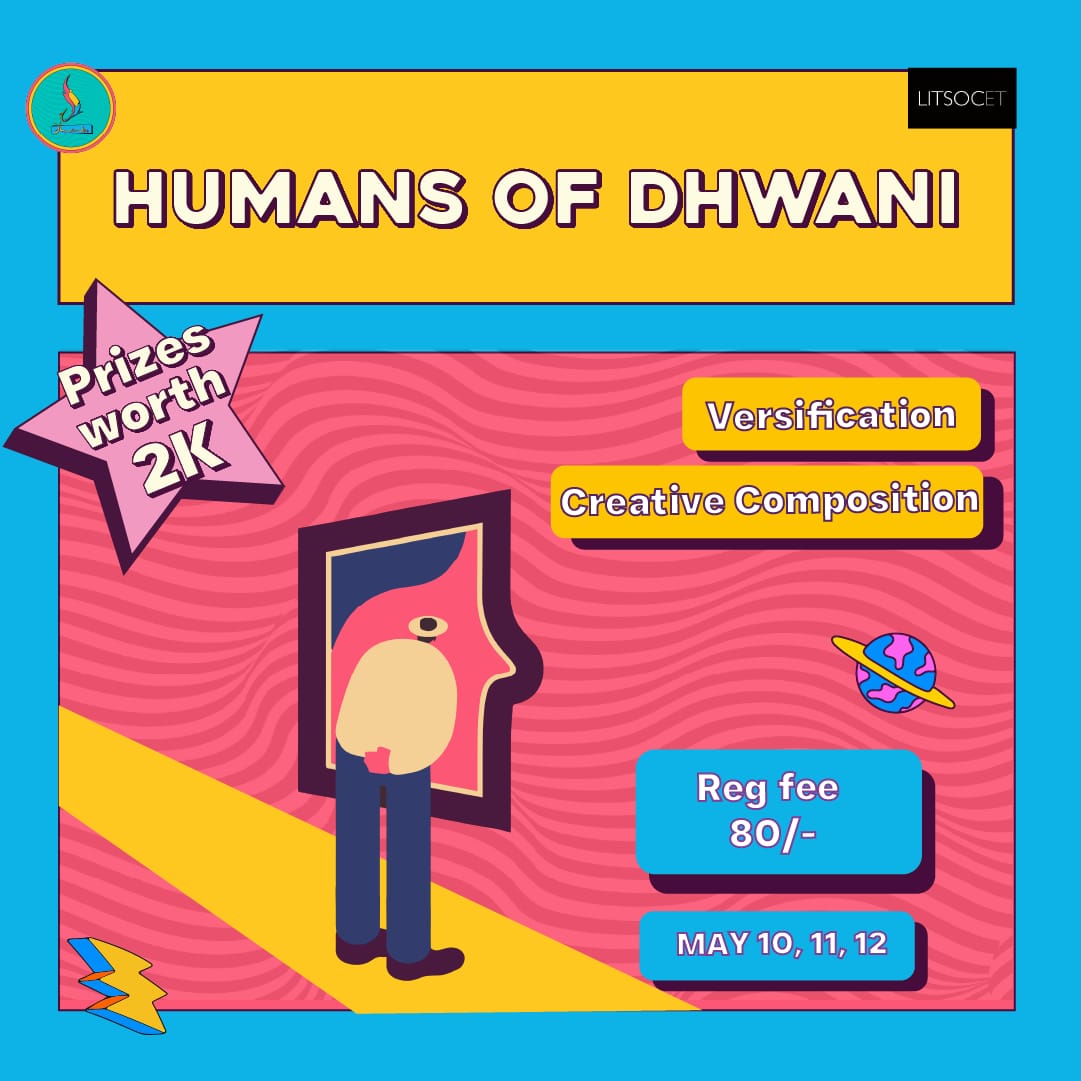 LITSOCET
HUMANS OF DHWANI
Prizes
worth
2K
Versification
Creative Composition
Reg fee
80/-
MAY 10, 11, 12